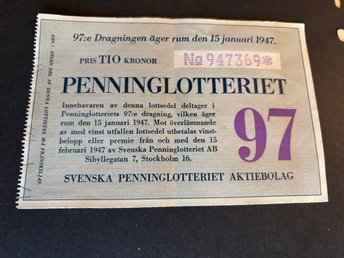 97:e Dragningen äger rum den 15 januari 1947.
PRIS TIO KRONOR
No 947369*
PENNINGLOTTERIET
Innehavaren av denna lottsedel deltager i
Penninglotteriets 97:e dragning, vilken äger
rum den 15 januari 1947. Mot överlämnande
av med vinst utfallen lottsedel utbetalas vinst-
belopp eller premie från och med den 15
februari 1947 av Svenska Penninglotteriet AB
Sibyllegatan 7, Stockholm 16.
97
SVENSKA PENNINGLOTTERIET AKTIEBOLAG